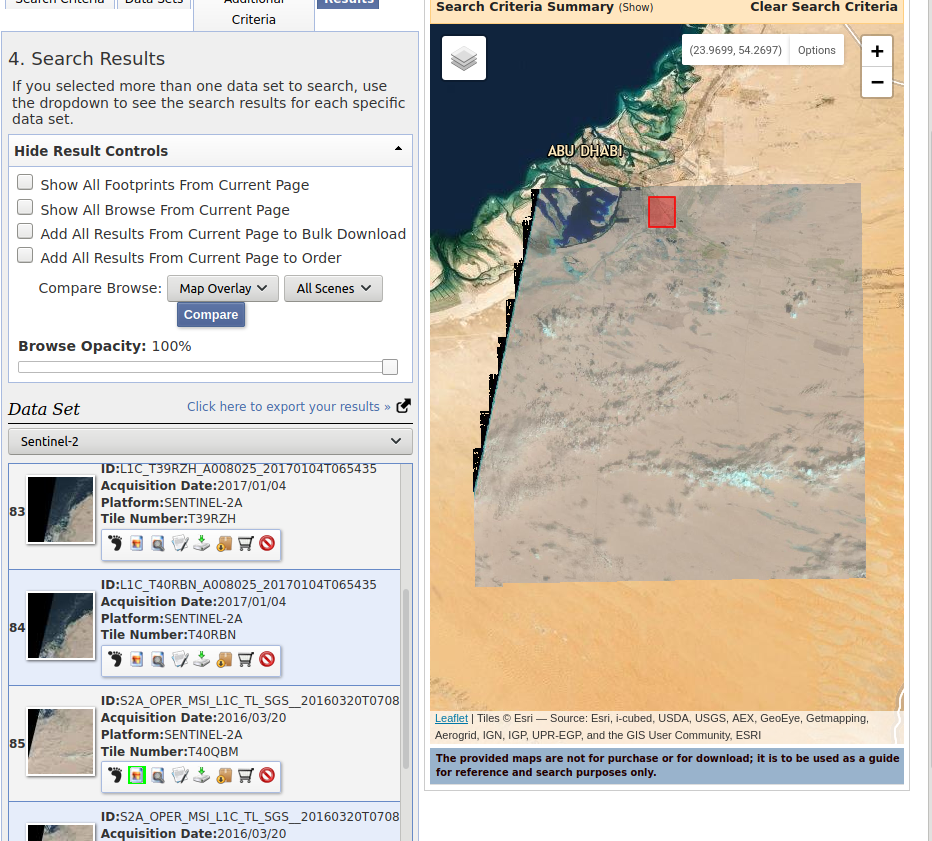 Search Criteria
Data Sets
Additional
Criteria
Results
4. Search Results
If you selected more than one data set to search, use
the dropdown to see the search results for each specific
data set.
Hide Result Controls
Show All Footprints From Current Page
Show All Browse From Current Page
Add All Results From Current Page to Bulk Download
Add All Results From Current Page to Order
Compare Browse: Map Overlay All Scenes
Compare
Browse Opacity: 100%
Data Set Click here to export your results »
Sentinel-2
ID:L1C_T39RZH_A008025_20170104T065435
Acquisition Date:2017/01/04
Platform:SENTINEL-2A
Tile Number:T39RZH
83
ID:L1C_T40RBN_A008025_20170104T065435
Acquisition Date:2017/01/04
Platform:SENTINEL-2A
Tile Number:T40RBN
84
ID:S2A_OPER_MSI_L1C_TL_SGS__20160320T0708
Acquisition Date:2016/03/20
Platform:SENTINEL-2A
Tile Number:T40QBM
85
ID:S2A_OPER_MSI_L1C_TL_SGS__20160320T0708
Acquisition Date:2016/03/20
Search Criteria Summary (Show) Clear Search Criteria
(23.9699, 54.2697) Options
+
−
ABU DHABI
Leaflet | Tiles © Esri — Source: Esri, i-cubed, USDA, USGS, AEX, GeoEye, Getmapping,
Aerogrid, IGN, IGP, UPR-EGP, and the GIS User Community, ESRI
The provided maps are not for purchase or for download; it is to be used as a guide
for reference and search purposes only.